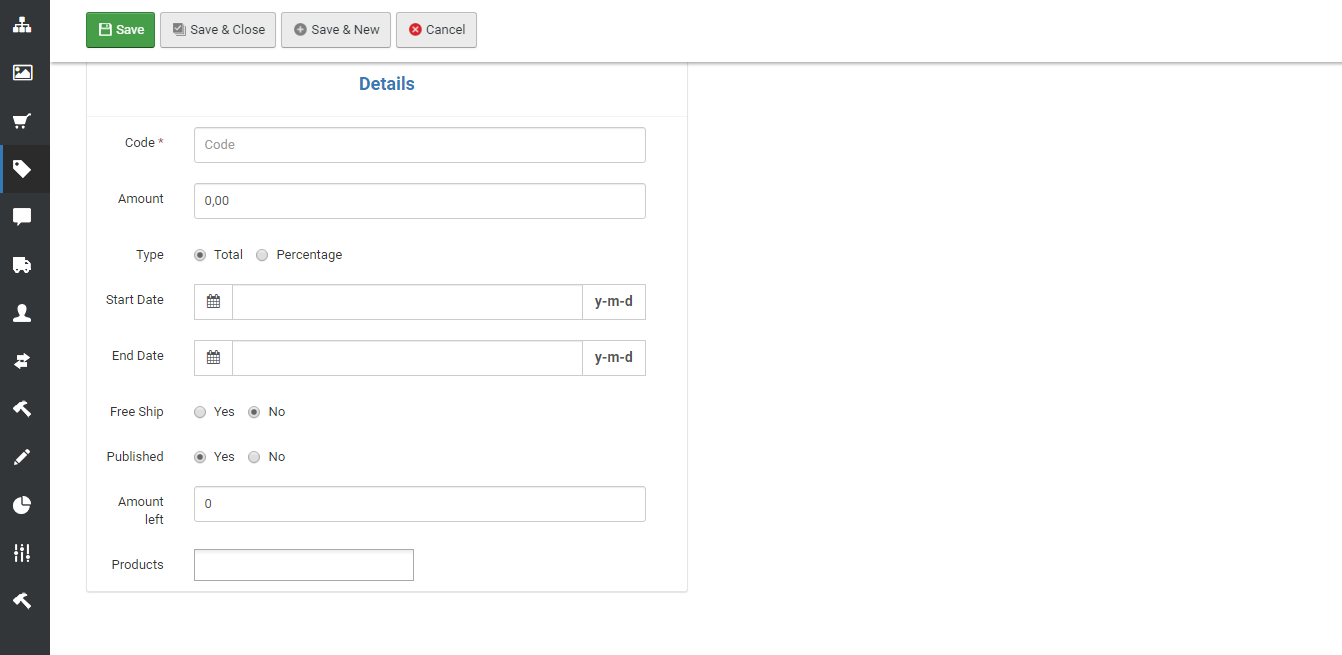 Save Save & Close Save & New Cancel
Details
Code * Code
Amount 0,00
Type Total Percentage
Start Date y-m-d
End Date y-m-d
Free Ship Yes No
Published Yes No
Amount
left 0
Products